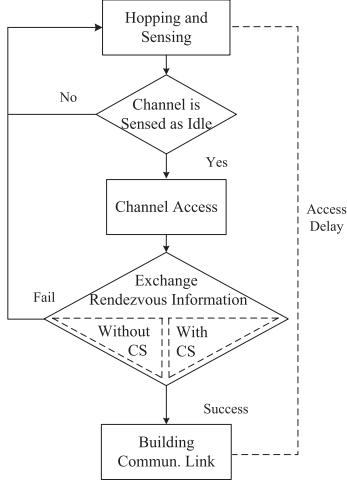 Hopping and
Sensing
No
Channel is
Sensed as Idle
Yes
Channel Access
Access
Delay
Exchange
Rendezvous Information
Fail
Without
CS
With
CS
Success
Building
Commun. Link